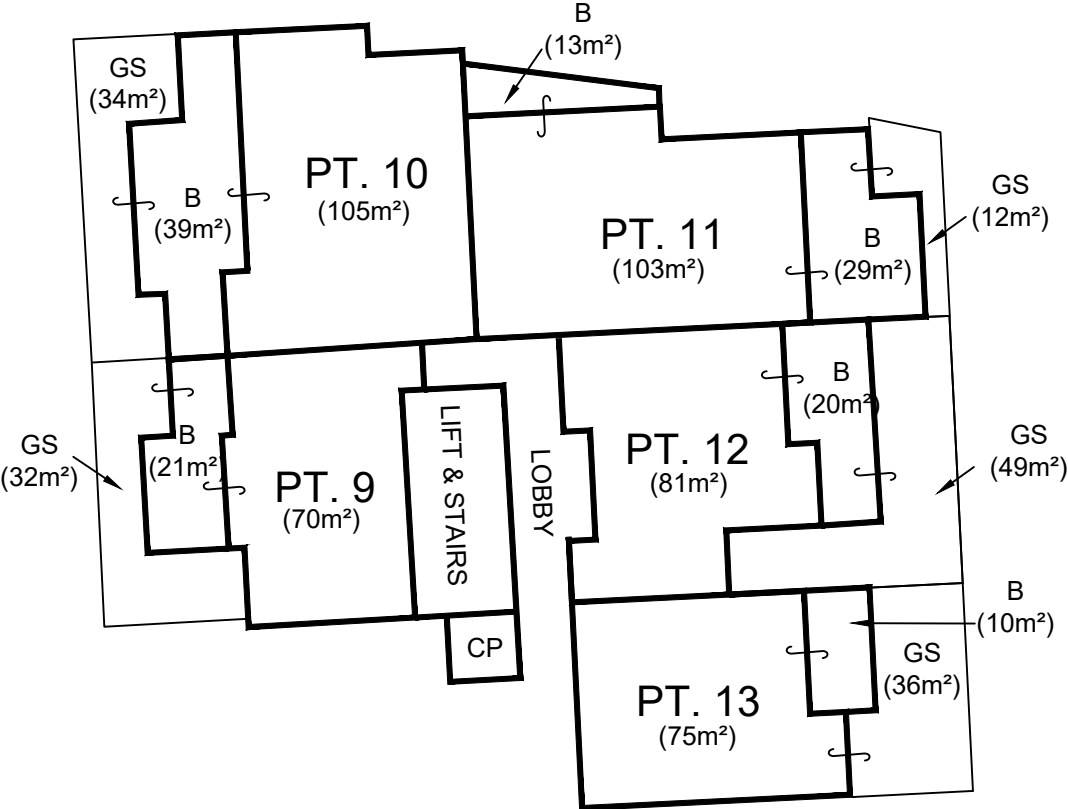 B
(13m²)
GS
(34m²)
PT. 10
(105m²)
B
(39m²)
GS
(12m²)
PT. 11
(103m²)
B
(29m²)
B
(20m²)
GS
(32m²)
B
(21m²)
PT. 9
(70m²)
LIFT & STAIRS
LOBBY
PT. 12
(81m²)
GS
(49m²)
B
(10m²)
CP
GS
(36m²)
PT. 13
(75m²)